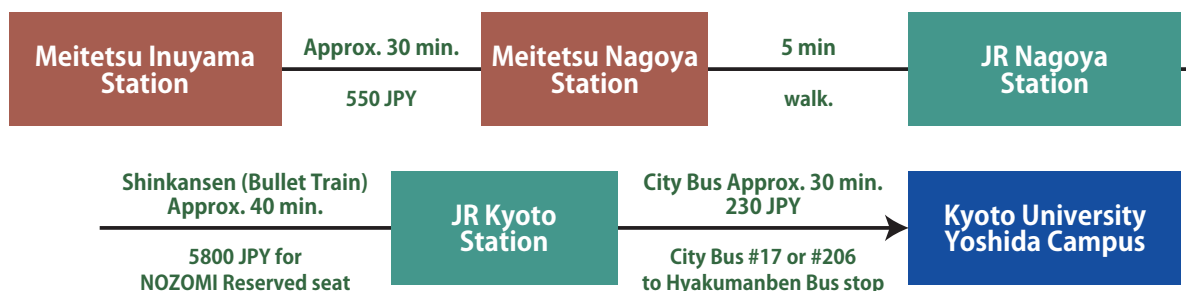 Meitetsu Inuyama
Station
Approx. 30 min.
550 JPY
Meitetsu Nagoya
Station
5 min
walk.
JR Nagoya
Station
Shinkansen (Bullet Train)
Approx. 40 min.
5800 JPY for
NOZOMI Reserved seat
JR Kyoto
Station
City Bus Approx. 30 min.
230 JPY
City Bus #17 or #206
to Hyakumanben Bus stop
Kyoto University
Yoshida Campus